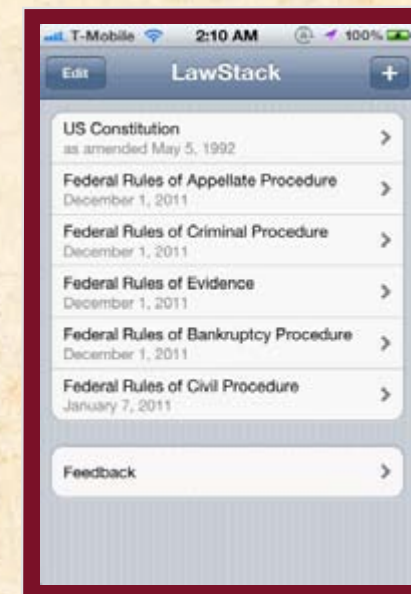 T-Mobile 2:10 AM 100%
Edit LawStack +
US Constitution
as amended May 5, 1992
Federal Rules of Appellate Procedure
December 1, 2011
Federal Rules of Criminal Procedure
December 1, 2011
Federal Rules of Evidence
December 1, 2011
Federal Rules of Bankruptcy Procedure
December 1, 2011
Federal Rules of Civil Procedure
January 7, 2011
Feedback